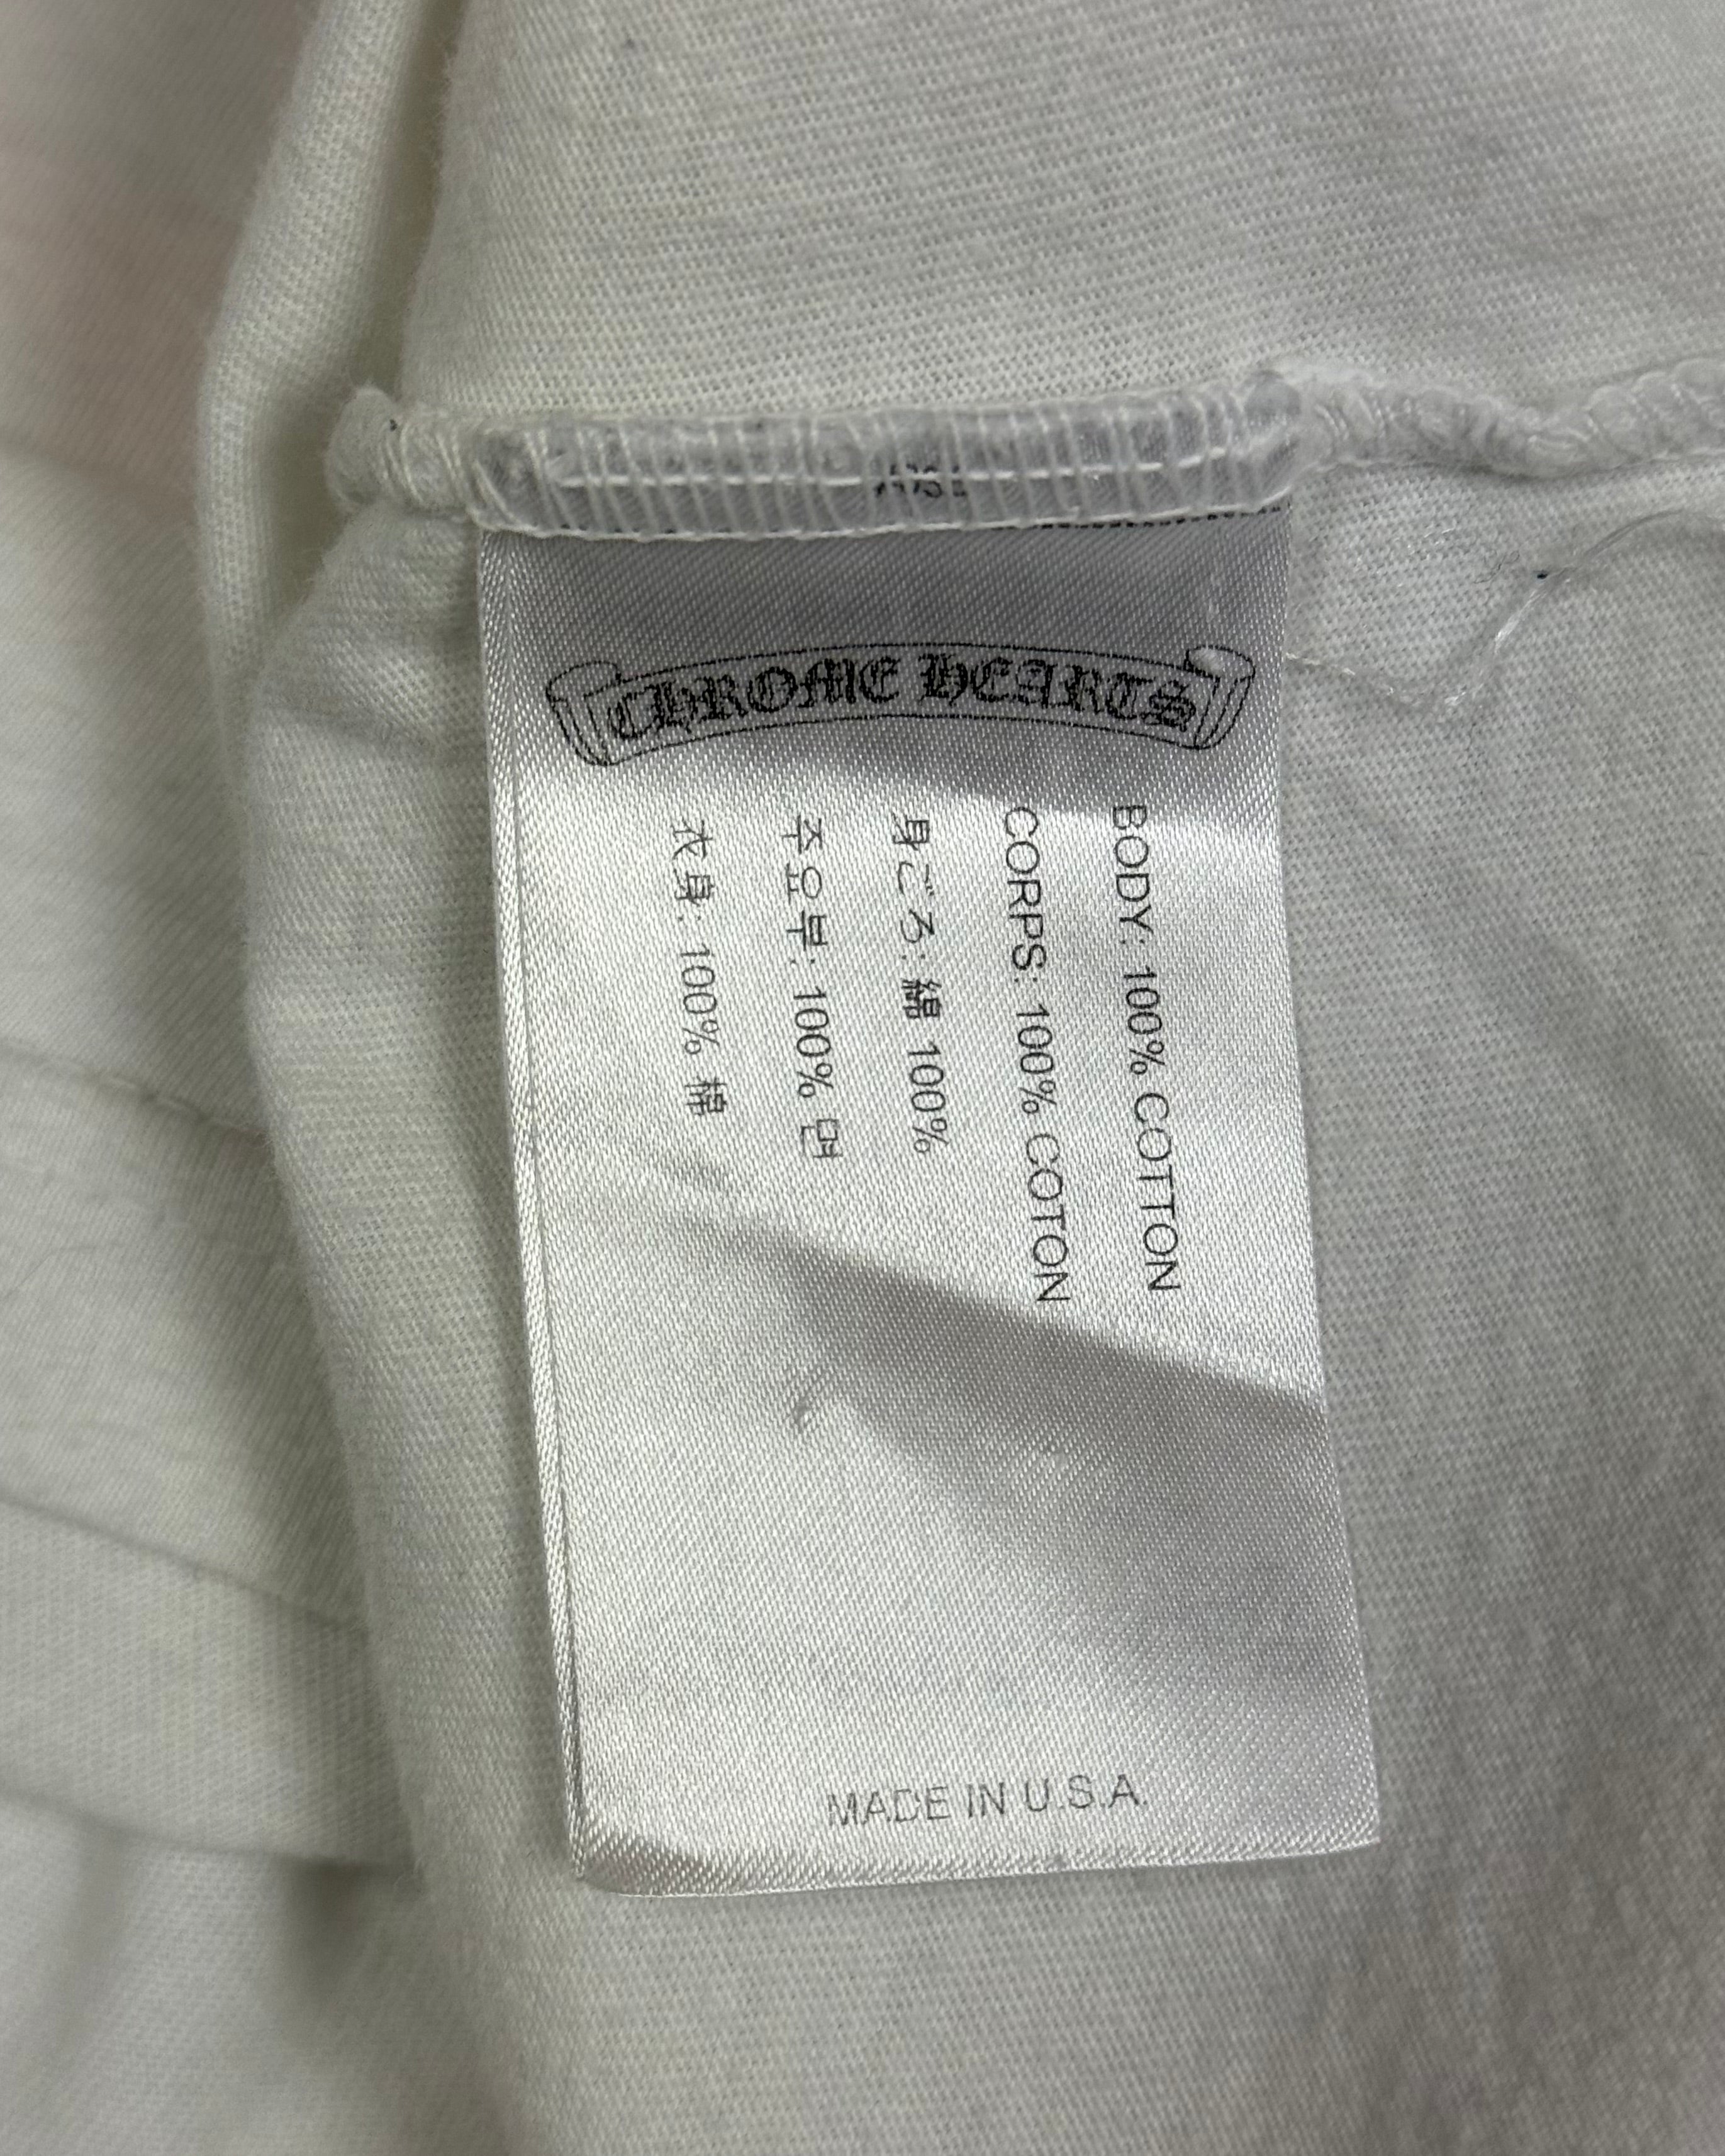 CHROME HEARTS
BODY: 100% COTTON
CORPS: 100% COTON
身ごろ: 綿 100%
주요부: 100% 면
衣身: 100% 棉
MADE IN U.S.A.